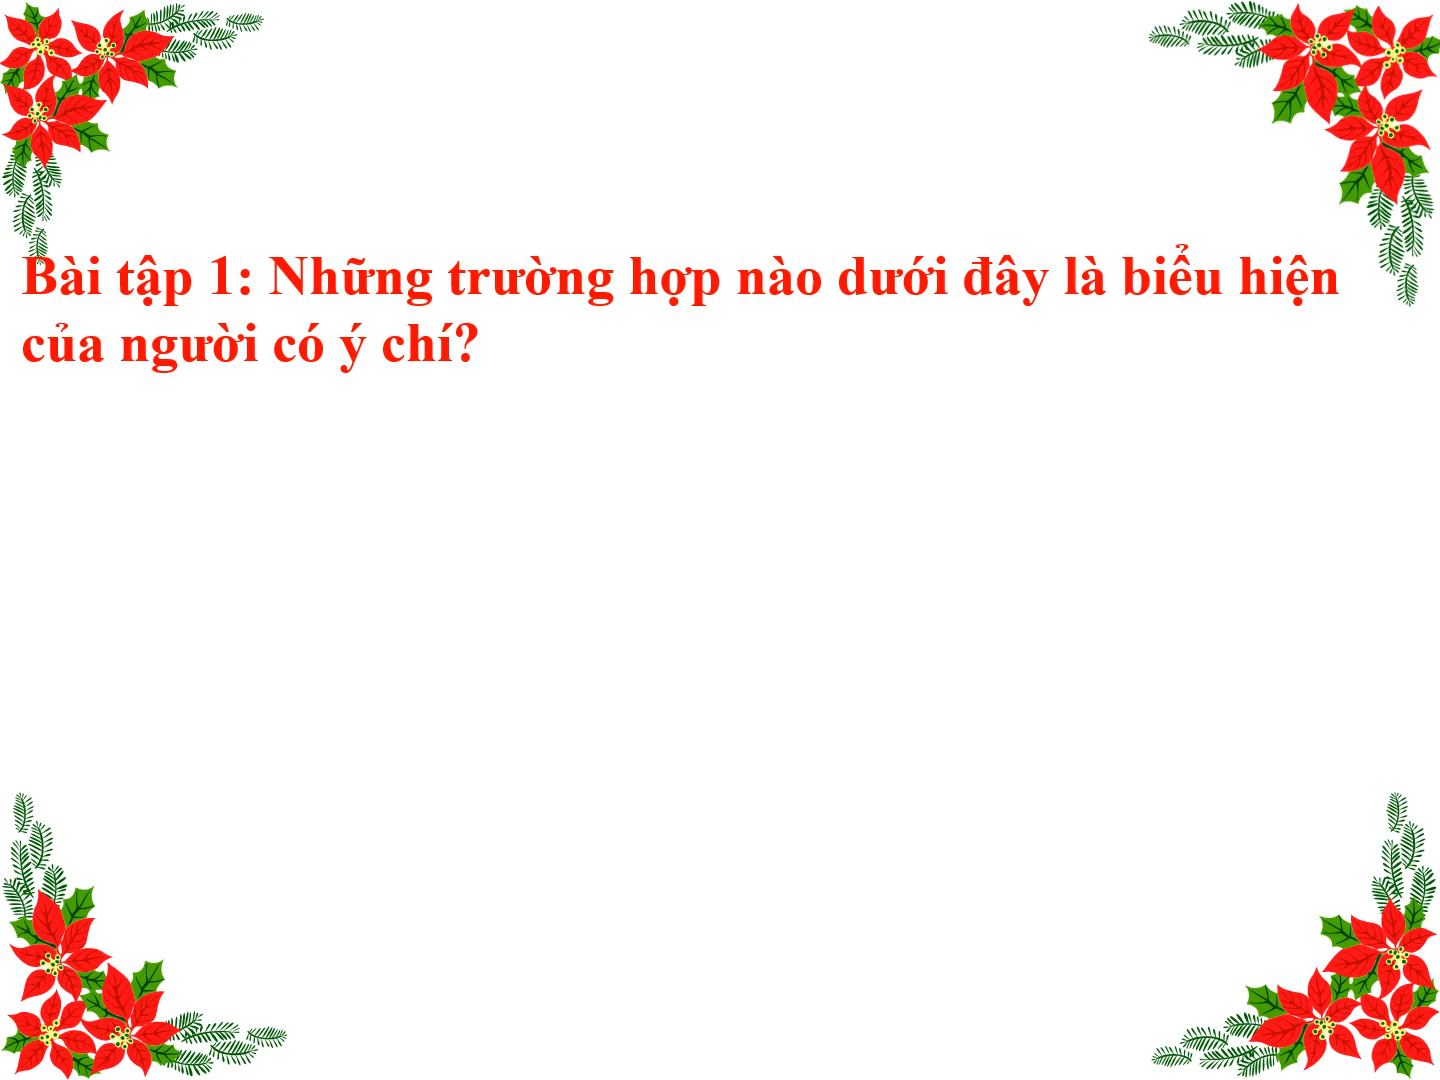 Bài tập 1: Những trường hợp nào dưới đây là biểu hiện
của người có ý chí?